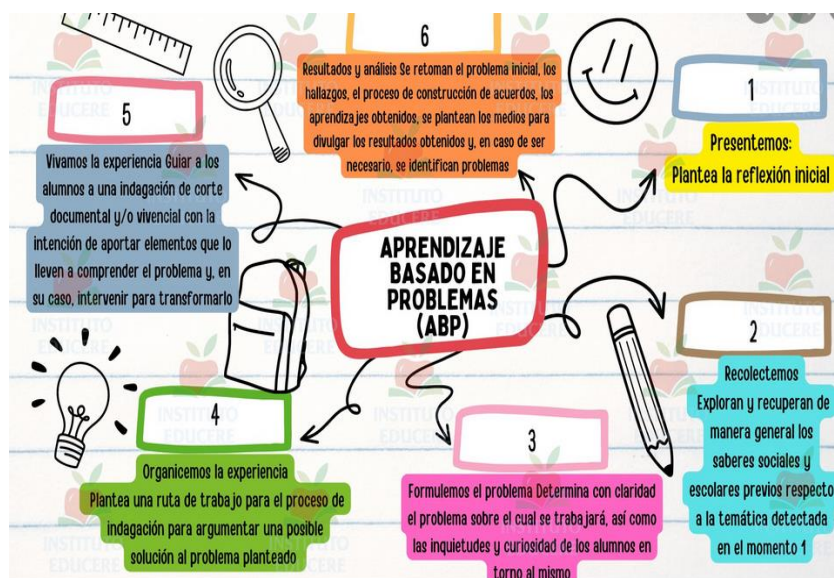 APRENDIZAJE
BASADO EN
PROBLEMAS
(ABP)
1
Presentemos:
Plantea la reflexión inicial
2
Recolectemos
Exploran y recuperan de
manera general los
saberes sociales y
escolares previos respecto
a la temática detectada
en el momento 1
3
Formulemos el problema Determina con claridad
el problema sobre el cual se trabajará, así como
las inquietudes y curiosidad de los alumnos en
torno al mismo
4
Organicemos la experiencia
Plantea una ruta de trabajo para el proceso de
indagación para argumentar una posible
solución al problema planteado
5
Vivamos la experiencia Guiar a los
alumnos a una indagación de corte
documental y/o vivencial con la
intención de aportar elementos que lo
lleven a comprender el problema y, en
su caso, intervenir para transformarlo
6
Resultados y análisis Se retoman el problema inicial, los
hallazgos, el proceso de construcción de acuerdos, los
aprendizajes obtenidos, se plantean los medios para
divulgar los resultados obtenidos y, en caso de ser
necesario, se identifican problemas
INSTITUTO
EDUCERE